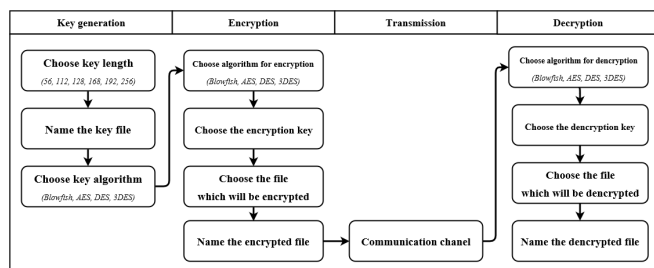 Key generation
Encryption
Transmission
Decryption
Choose key length
(56, 112, 128, 168, 192, 256)
Name the key file
Choose key algorithm
(Blowfish, AES, DES, 3DES)
Choose algorithm for encryption
(Blowfish, AES, DES, 3DES)
Choose the encryption key
Choose the file
which will be encrypted
Name the encrypted file
Communication chanel
Choose algorithm for dencryption
(Blowfish, AES, DES, 3DES)
Choose the dencryption key
Choose the file
which will be dencrypted
Name the dencrypted file